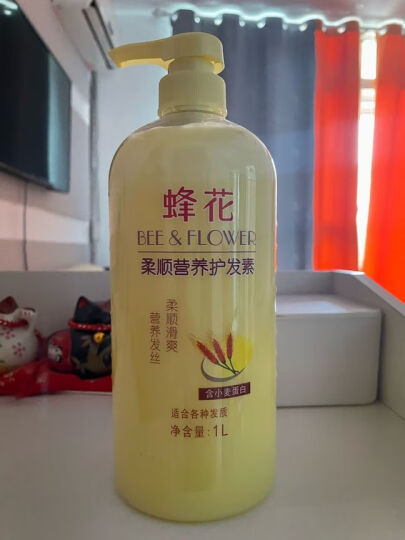 蜂花
BEE & FLOWER
柔顺营养护发素
柔顺滑爽
营养发丝
含小麦蛋白
适合各种发质
净含量:1L